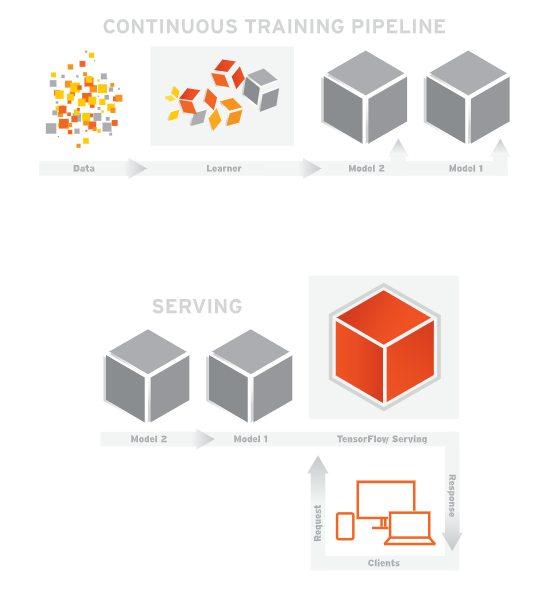 CONTINUOUS TRAINING PIPELINE
Data
Learner
Model 2
Model 1
SERVING
Model 2
Model 1
TensorFlow Serving
Request
Response
Clients